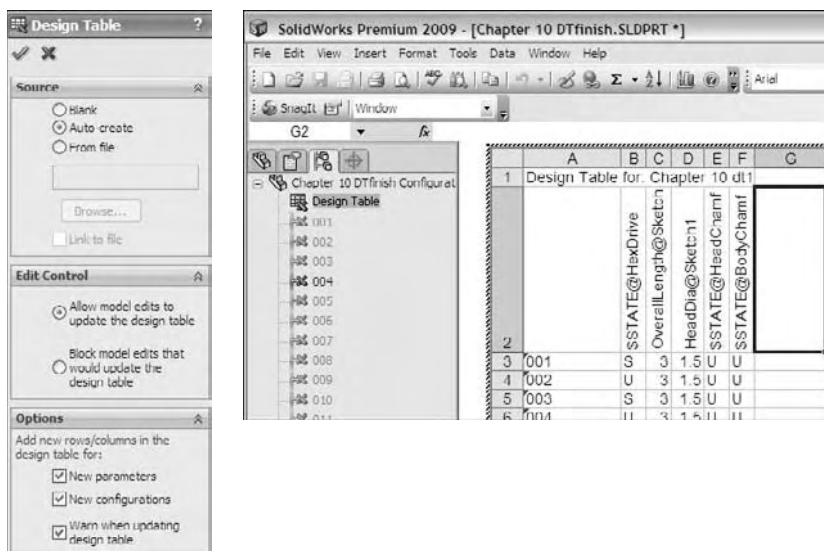 Design Table
?
Source
Blank
Auto-create
From file
Browse...
Link to file
Edit Control
Allow model edits to
update the design table
Block model edits that
would update the
design table
Options
Add new rows/columns in the
design table for:
New parameters
New configurations
Warn when updating
design table
SolidWorks Premium 2009 - [Chapter 10 DTfinish.SLDPRT *]
File Edit View Insert Format Tools Data Window Help
Arial
SnagIt Window
G2 fx
Chapter 10 DTfinish Configurat
Design Table
001
002
003
004
005
006
007
008
009
010
011
A B C D E F G
1 Design Table for: Chapter 10 dt1
2 $STATE@HexDrive OverallLength@Sketch HeadDia@Sketch1 $STATE@HeadChamf $STATE@BodyChamf
3 001 S 3 1.5 U U
4 002 U 3 1.5 U U
5 003 S 3 1.5 U U
6 004 U 3 1.5 U U